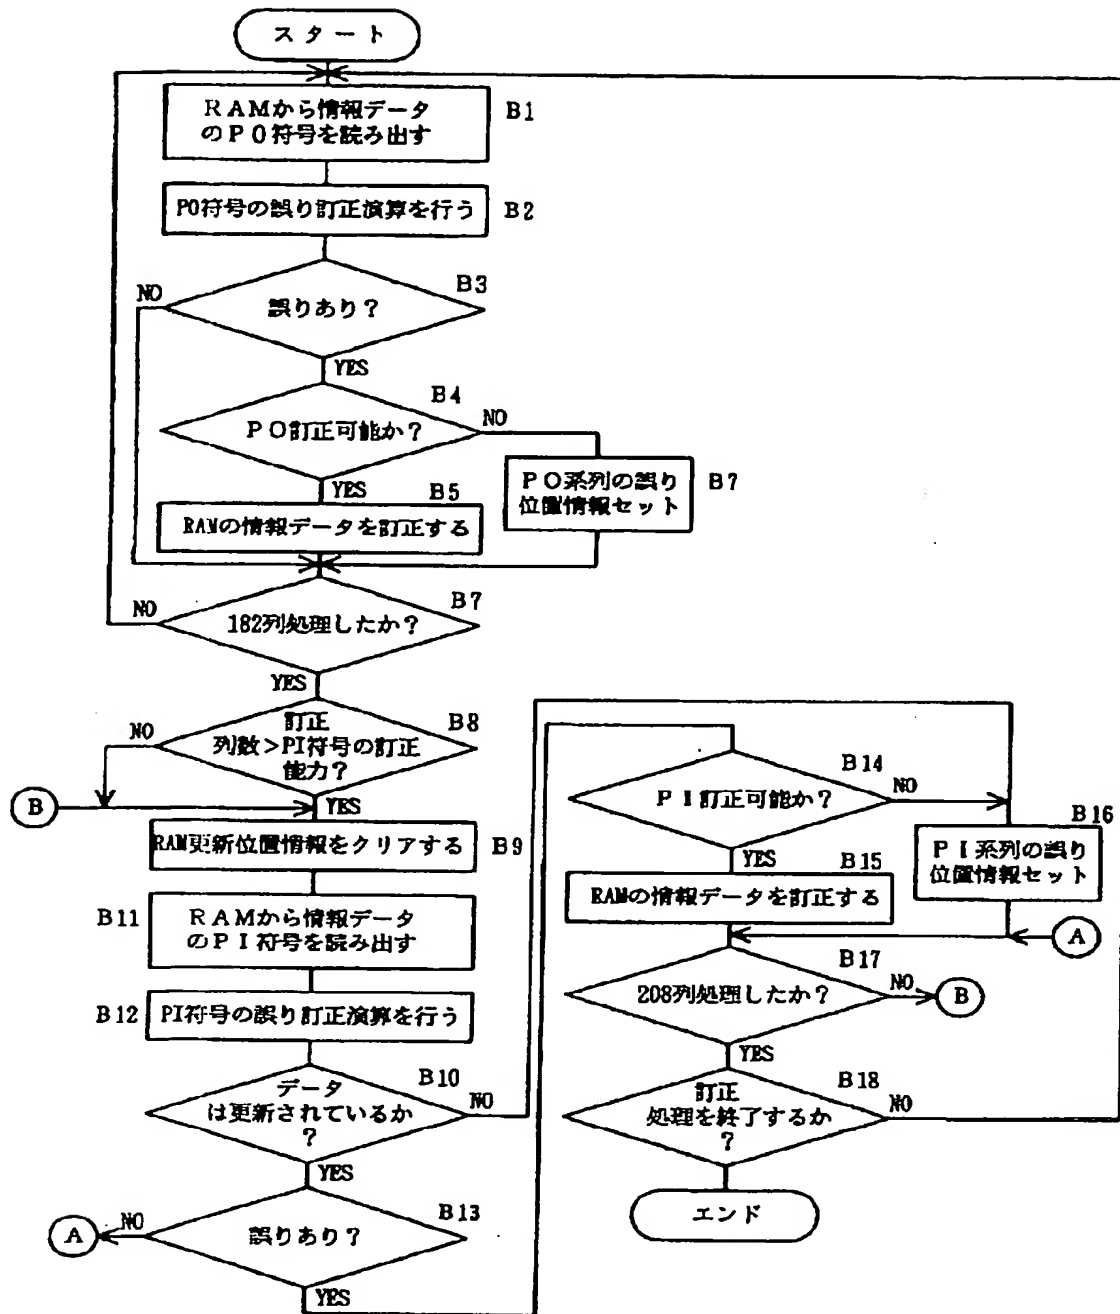 スタート
RAMから情報データ
のPO符号を読み出す
B1
PO符号の誤り訂正演算を行う
B2
B3
NO
誤りあり？
YES
B4
PO訂正可能か？
NO
YES
B5
RAMの情報データを訂正する
PO系列の誤り
位置情報セット
B7
B7
NO
182列処理したか？
YES
B8
NO
訂正
列数＞PI符号の訂正
能力？
YES
B
RAM更新位置情報をクリアする
B9
B11
RAMから情報データ
のPI符号を読み出す
B12
PI符号の誤り訂正演算を行う
B10
データ
は更新されているか
？
NO
YES
B13
A
NO
誤りあり？
YES
B14
PI訂正可能か？
NO
YES
B15
RAMの情報データを訂正する
B16
PI系列の誤り
位置情報セット
A
B17
208列処理したか？
NO
B
YES
B18
訂正
処理を終了するか
？
NO
エンド